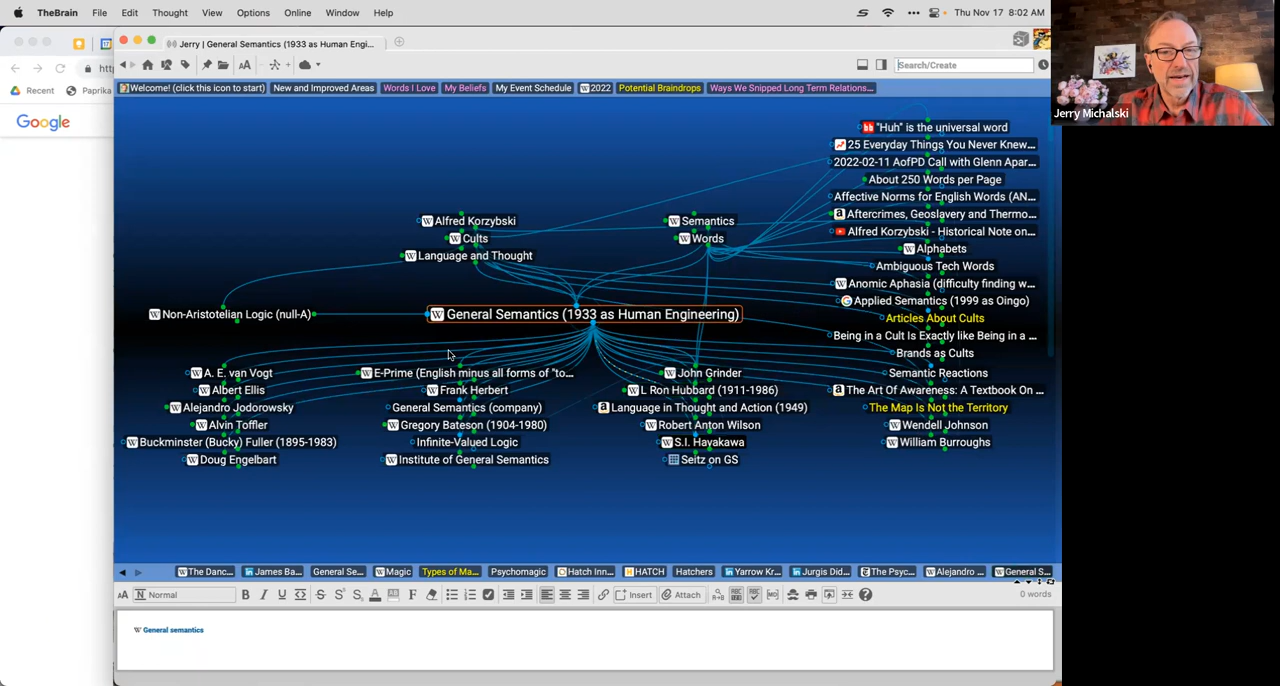 TheBrain File Edit Thought View Options Online Window Help Thu Nov 17 8:02 AM
Jerry | General Semantics (1933 as Human Engi...
Search/Create
Recent Paprika
Welcome! (click this icon to start) New and Improved Areas Words I Love My Beliefs My Event Schedule 2022 Potential Braindrops Ways We Snipped Long Term Relations...
Google
Jerry Michalski
"Huh" is the universal word
25 Everyday Things You Never Knew...
2022-02-11 AofPD Call with Glenn Apar...
About 250 Words per Page
Affective Norms for English Words (AN...
Aftercrimes, Geoslavery and Thermo...
Alfred Korzybski - Historical Note on...
Alphabets
Ambiguous Tech Words
Anomic Aphasia (difficulty finding w...
Applied Semantics (1999 as Oingo)
Articles About Cults
Being in a Cult Is Exactly like Being in a ...
Brands as Cults
Alfred Korzybski
Cults
Language and Thought
Semantics
Words
Non-Aristotelian Logic (null-A)
General Semantics (1933 as Human Engineering)
A. E. van Vogt
Albert Ellis
Alejandro Jodorowsky
Alvin Toffler
Buckminster (Bucky) Fuller (1895-1983)
Doug Engelbart
E-Prime (English minus all forms of "to...
Frank Herbert
General Semantics (company)
Gregory Bateson (1904-1980)
Infinite-Valued Logic
Institute of General Semantics
John Grinder
L Ron Hubbard (1911-1986)
Language in Thought and Action (1949)
Robert Anton Wilson
S.I. Hayakawa
Seitz on GS
Semantic Reactions
The Art Of Awareness: A Textbook On ...
The Map Is Not the Territory
Wendell Johnson
William Burroughs
The Danc... James Ba... General Se... Magic Types of Ma... Psychomagic Hatch Inn... HATCH Hatchers Yarrow Kr... Jurgis Did... The Psyc... Alejandro ... General S...
Normal Insert Attach 0 words
General semantics